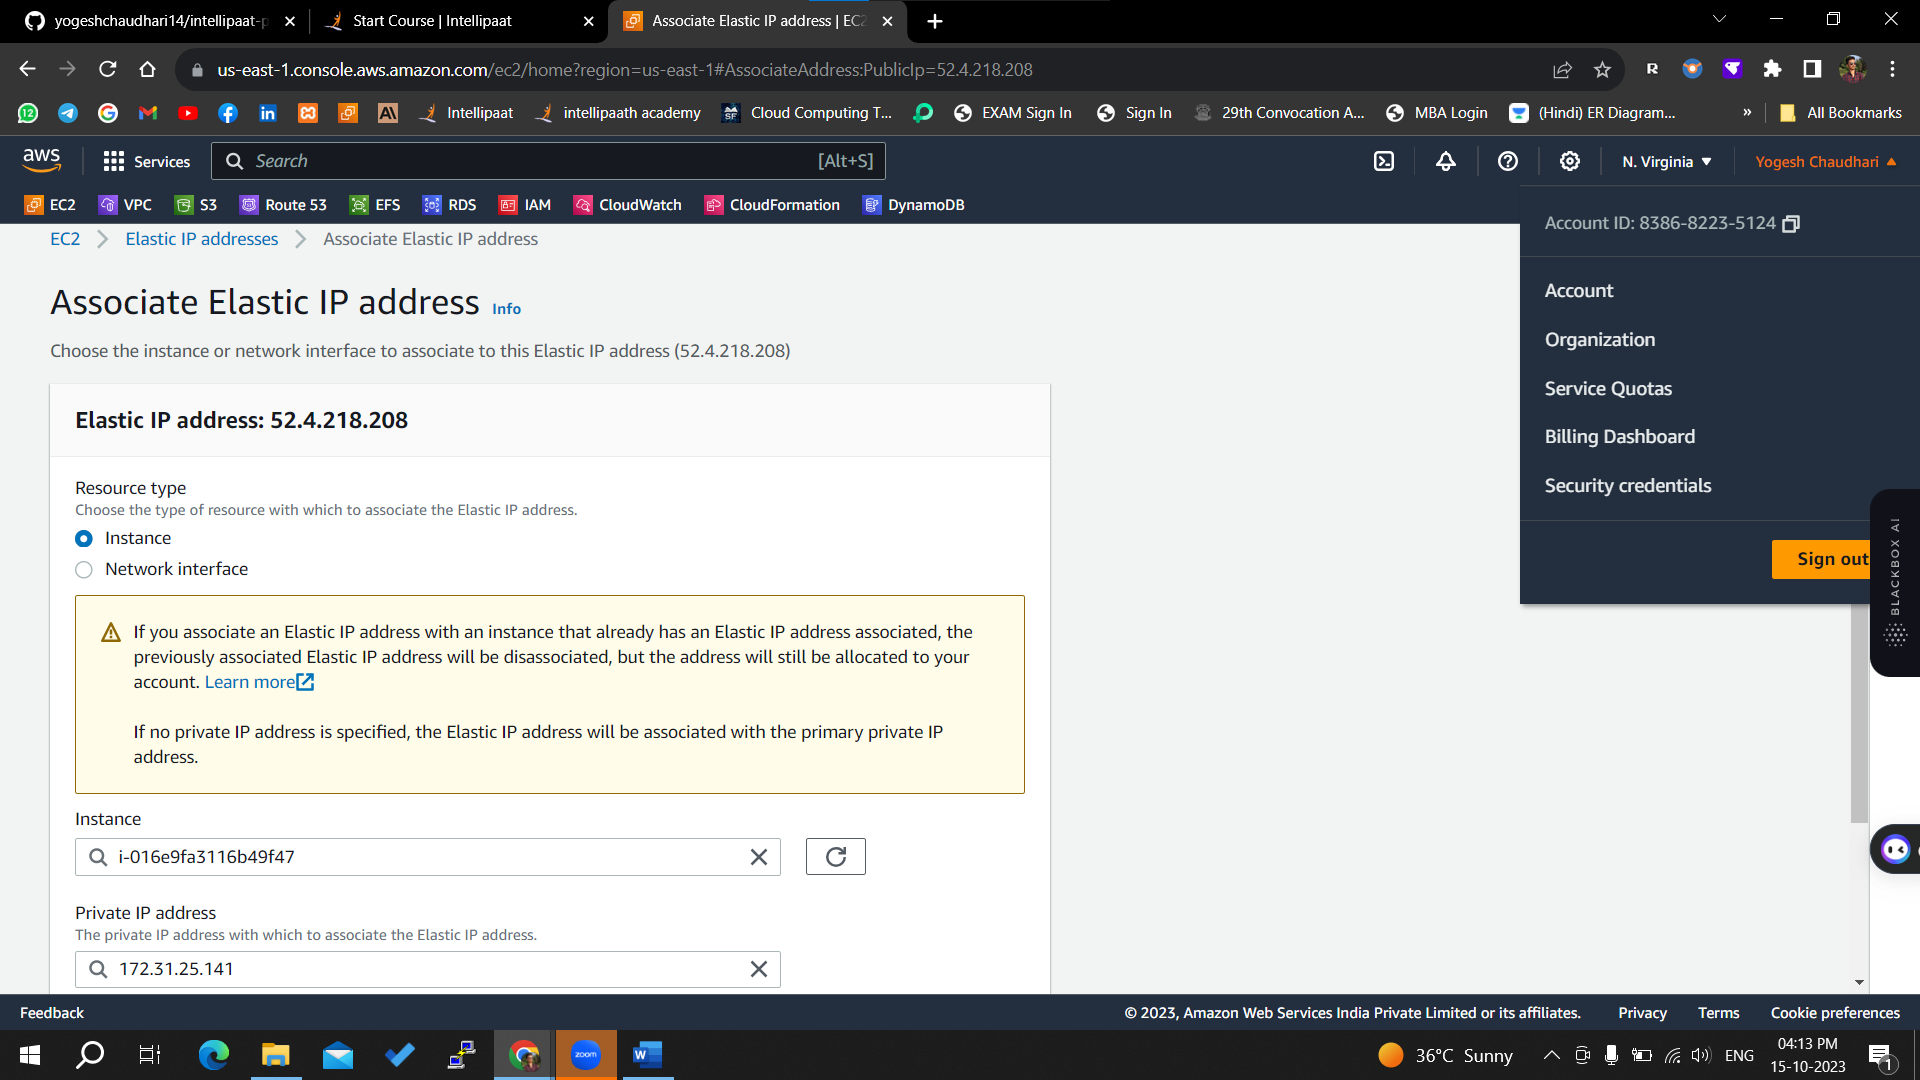 yogeshchaudhari14/intellipaat-p
Start Course | Intellipaat
Associate Elastic IP address | EC2
us-east-1.console.aws.amazon.com/ec2/home?region=us-east-1#AssociateAddress:PublicIp=52.4.218.208
R
12
AI
Intellipaat
intellipaath academy
SF
Cloud Computing T...
EXAM Sign In
Sign In
29th Convocation A...
MBA Login
(Hindi) ER Diagram...
»
All Bookmarks
aws
Services
Search
[Alt+S]
N. Virginia
Yogesh Chaudhari
EC2
VPC
S3
Route 53
EFS
RDS
IAM
CloudWatch
CloudFormation
DynamoDB
EC2
Elastic IP addresses
Associate Elastic IP address
Account ID: 8386-8223-5124
Account
Organization
Service Quotas
Billing Dashboard
Security credentials
Sign out
BLACKBOX AI
Associate Elastic IP address Info
Choose the instance or network interface to associate to this Elastic IP address (52.4.218.208)
Elastic IP address: 52.4.218.208
Resource type
Choose the type of resource with which to associate the Elastic IP address.
Instance
Network interface
If you associate an Elastic IP address with an instance that already has an Elastic IP address associated, the
previously associated Elastic IP address will be disassociated, but the address will still be allocated to your
account. Learn more
If no private IP address is specified, the Elastic IP address will be associated with the primary private IP
address.
Instance
i-016e9fa3116b49f47
Private IP address
The private IP address with which to associate the Elastic IP address.
172.31.25.141
Feedback
© 2023, Amazon Web Services India Private Limited or its affiliates.
Privacy
Terms
Cookie preferences
zoom
W
36°C Sunny
ENG
04:13 PM
15-10-2023
1